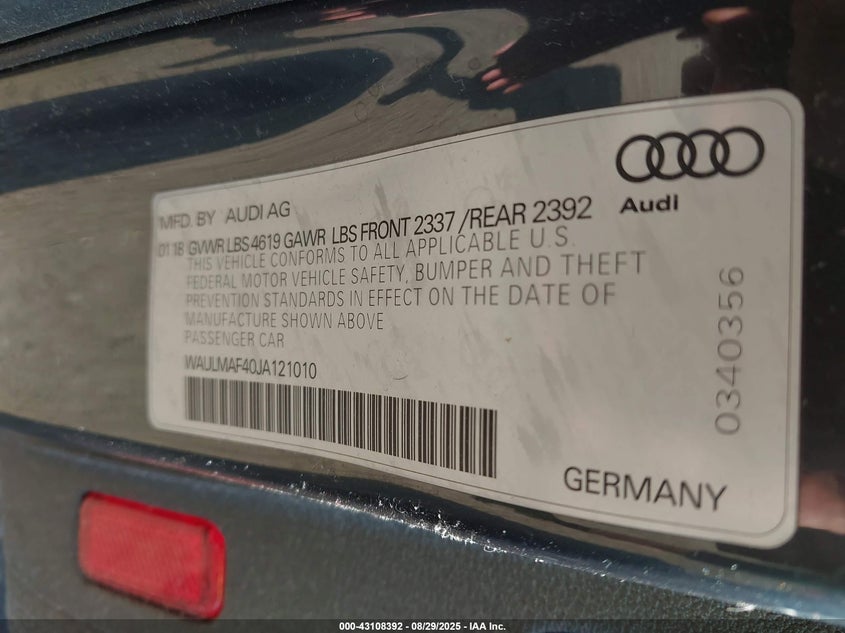 Audi
MFD. BY AUDI AG
01 18 GVWR LBS 4619 GAWR LBS FRONT 2337 /REAR 2392
THIS VEHICLE CONFORMS TO ALL APPLICABLE U.S.
FEDERAL MOTOR VEHICLE SAFETY, BUMPER AND THEFT
PREVENTION STANDARDS IN EFFECT ON THE DATE OF
MANUFACTURE SHOWN ABOVE
PASSENGER CAR
WAULMAF40JA121010
0340356
GERMANY
000-43108392 - 08/29/2025 - IAA Inc.